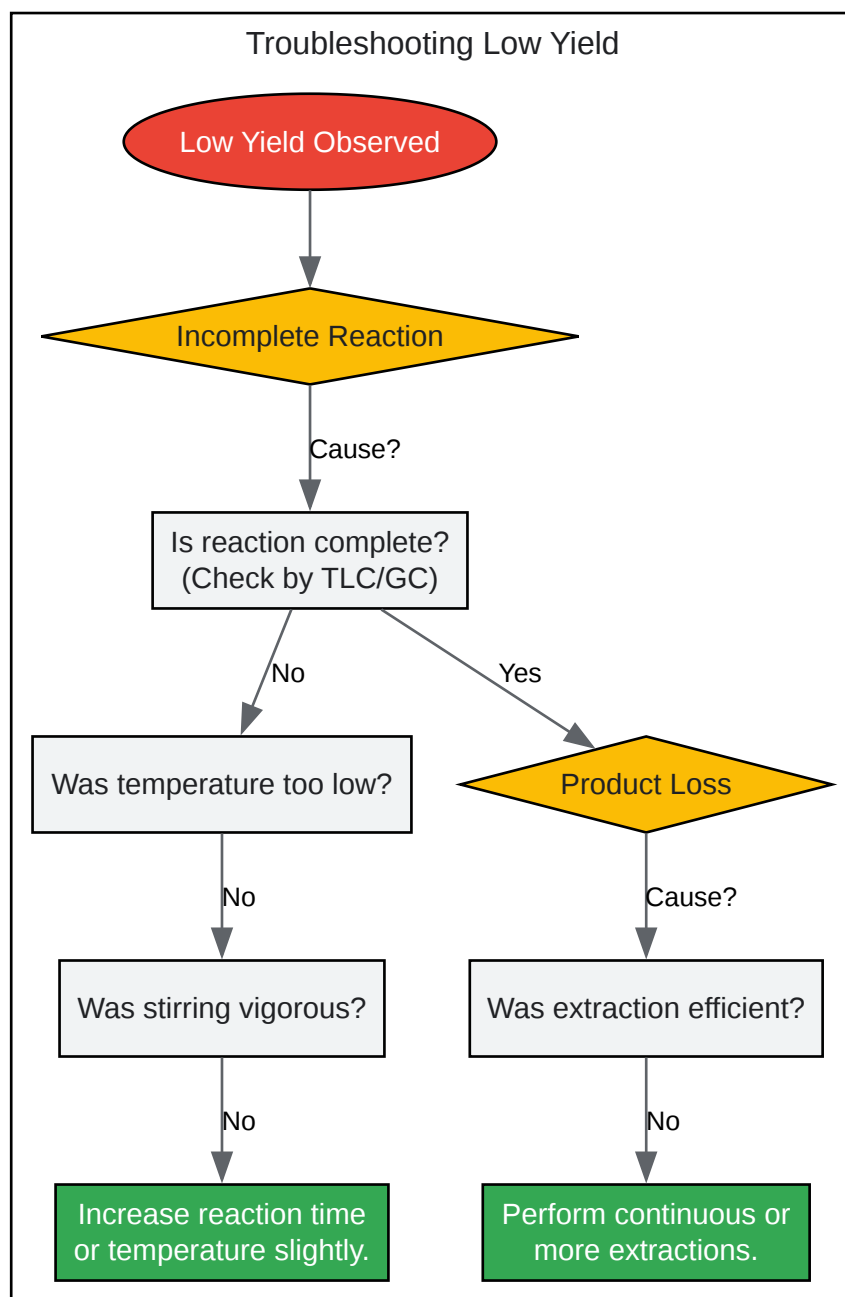 Troubleshooting Low Yield
Low Yield Observed
Incomplete Reaction
Cause?
Is reaction complete?
(Check by TLC/GC)
No
Yes
Was temperature too low?
Product Loss
No
Cause?
Was stirring vigorous?
Was extraction efficient?
No
No
Increase reaction time
or temperature slightly.
Perform continuous or
more extractions.